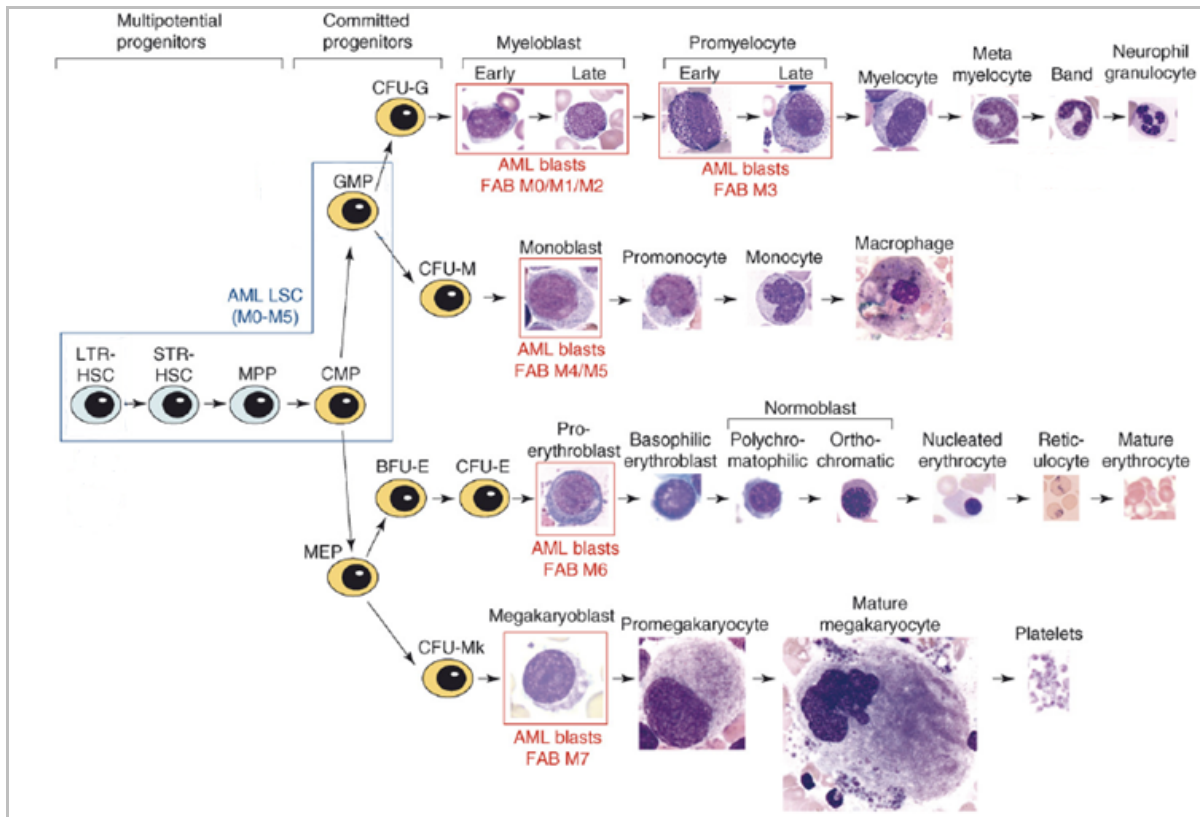 Multipotential
progenitors
Committed
progenitors
Myeloblast
Early Late
Promyelocyte
Early Late
Myelocyte
Meta
myelocyte
Band
Neurophil
granulocyte
CFU-G
AML blasts
FAB M0/M1/M2
AML blasts
FAB M3
GMP
CFU-M
Monoblast
Promonocyte
Monocyte
Macrophage
AML blasts
FAB M4/M5
AML LSC
(M0-M5)
LTR-
HSC
STR-
HSC
MPP
CMP
BFU-E
CFU-E
Pro-
erythroblast
Basophilic
erythroblast
Normoblast
Polychro-
matophilic
Ortho-
chromatic
Nucleated
erythrocyte
Retic-
ulocyte
Mature
erythrocyte
AML blasts
FAB M6
MEP
CFU-Mk
Megakaryoblast
Promegakaryocyte
Mature
megakaryocyte
Platelets
AML blasts
FAB M7